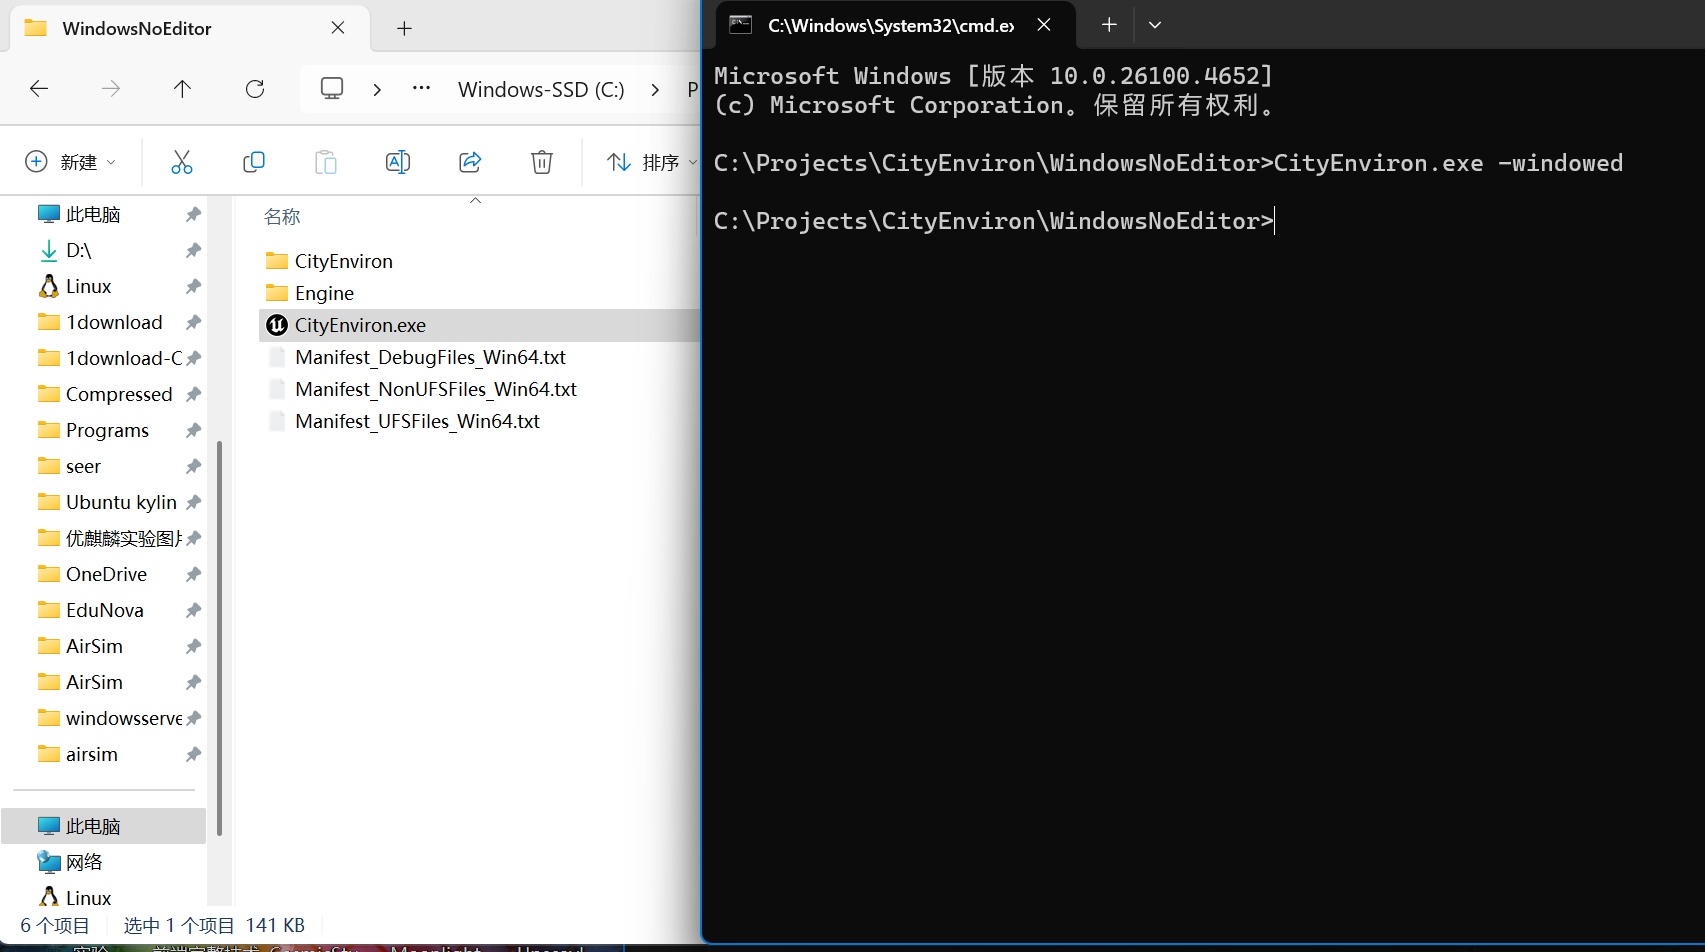 WindowsNoEditor
Windows-SSD (C:)
P
新建
排序
此电脑
D:\
Linux
1download
1download-C
Compressed
Programs
seer
Ubuntu kylin
优麒麟实验图片
OneDrive
EduNova
AirSim
AirSim
windowsserve
airsim
此电脑
网络
Linux
名称
CityEnviron
Engine
CityEnviron.exe
Manifest_DebugFiles_Win64.txt
Manifest_NonUFSFiles_Win64.txt
Manifest_UFSFiles_Win64.txt
6 个项目
选中 1 个项目 141 KB
C:\Windows\System32\cmd.ex
Microsoft Windows [版本 10.0.26100.4652]
(c) Microsoft Corporation。保留所有权利。
C:\Projects\CityEnviron\WindowsNoEditor>CityEnviron.exe -windowed
C:\Projects\CityEnviron\WindowsNoEditor>